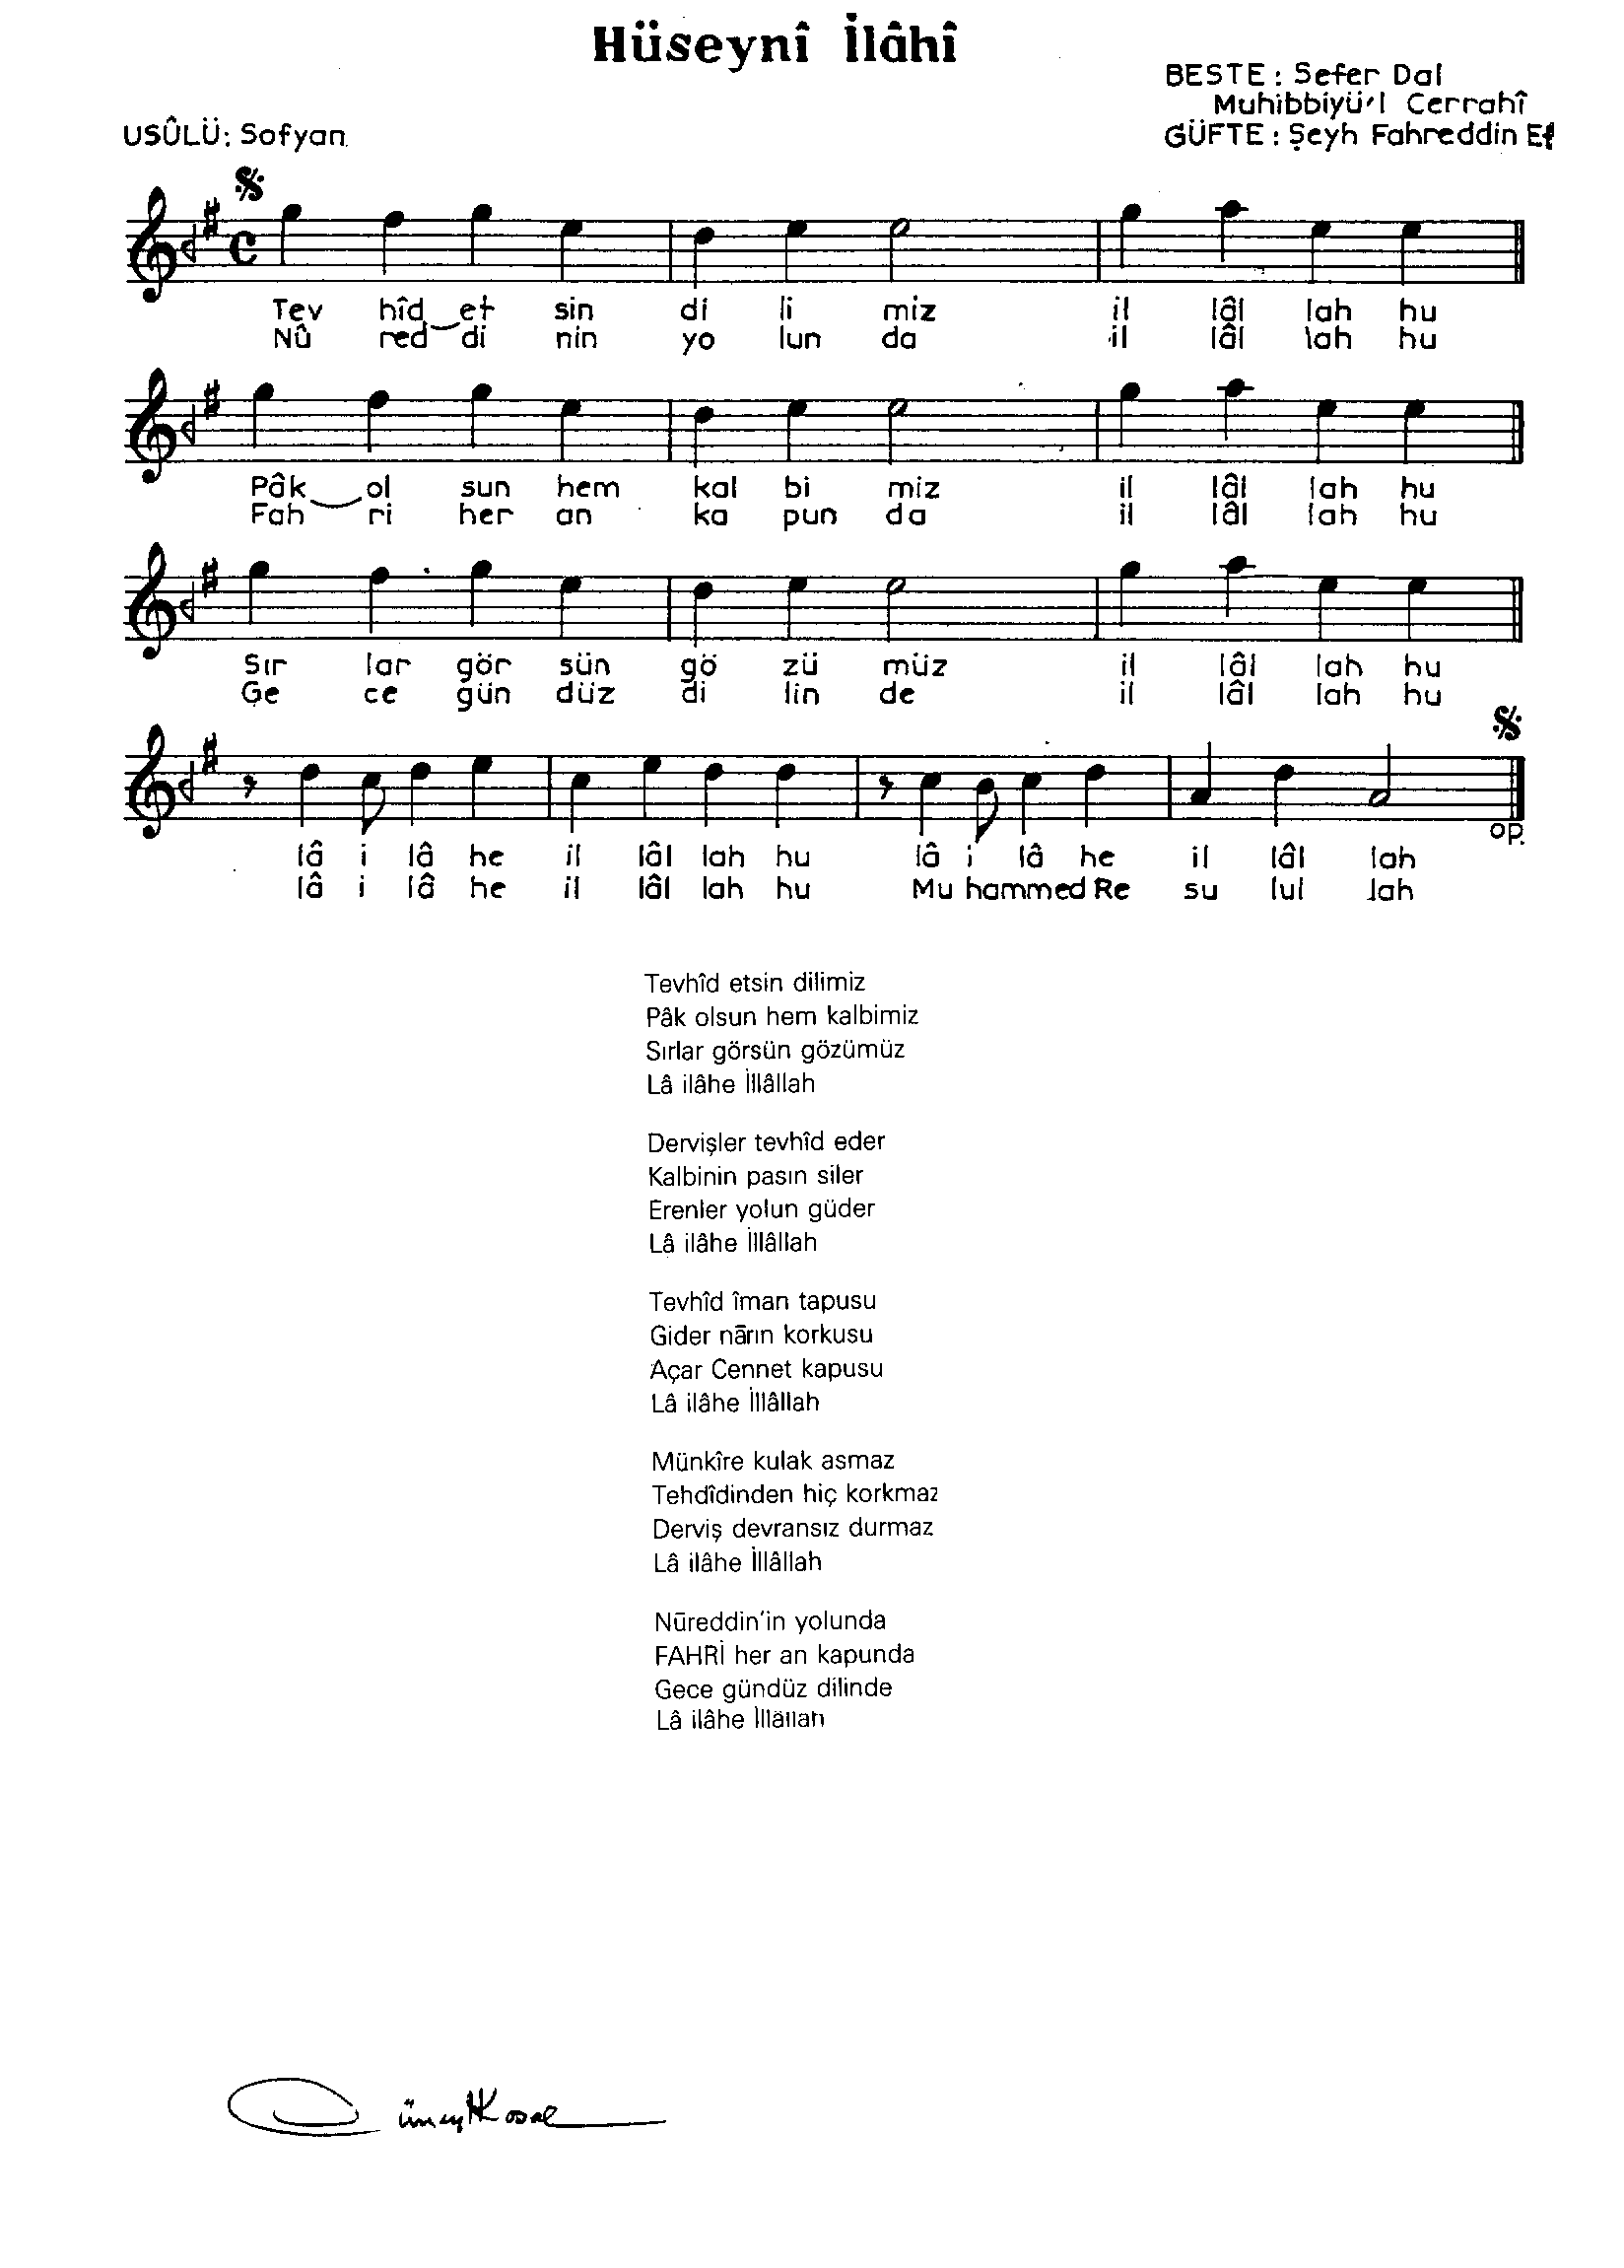 Hüseynî İlâhî
BESTE : Sefer Dal
Muhibbiyü'l Cerrahî
USÛLÜ: Sofyan
GÜFTE : Şeyh Fahreddin Ef
Tev hîd et sin di li miz il lâl lah hu
Nû red di nin yo lun da il lâl lah hu
Pâk ol sun hem kal bi miz il lâl lah hu
Fah ri her an ka pun da il lâl lah hu
Sır lar gör sün gö zü müz il lâl lah hu
Ge ce gün düz di lin de il lâl lah hu
op.
lâ i lâ he il lâl lah hu lâ i lâ he il lâl lah
lâ i lâ he il lâl lah hu Mu hammed Re su lul lah
Tevhîd etsin dilimiz
Pâk olsun hem kalbimiz
Sırlar görsün gözümüz
Lâ ilâhe İllâllah
Dervişler tevhîd eder
Kalbinin pasın siler
Erenler yolun güder
Lâ ilâhe İllâllah
Tevhîd îman tapusu
Gider nārın korkusu
Açar Cennet kapusu
Lâ ilâhe İllâllah
Münkîre kulak asmaz
Tehdîdinden hiç korkmaz
Derviş devransız durmaz
Lâ ilâhe İllâllah
Nūreddin'in yolunda
FAHRİ her an kapunda
Gece gündüz dilinde
Lâ ilâhe İllâllah
Cüneyt Kosal